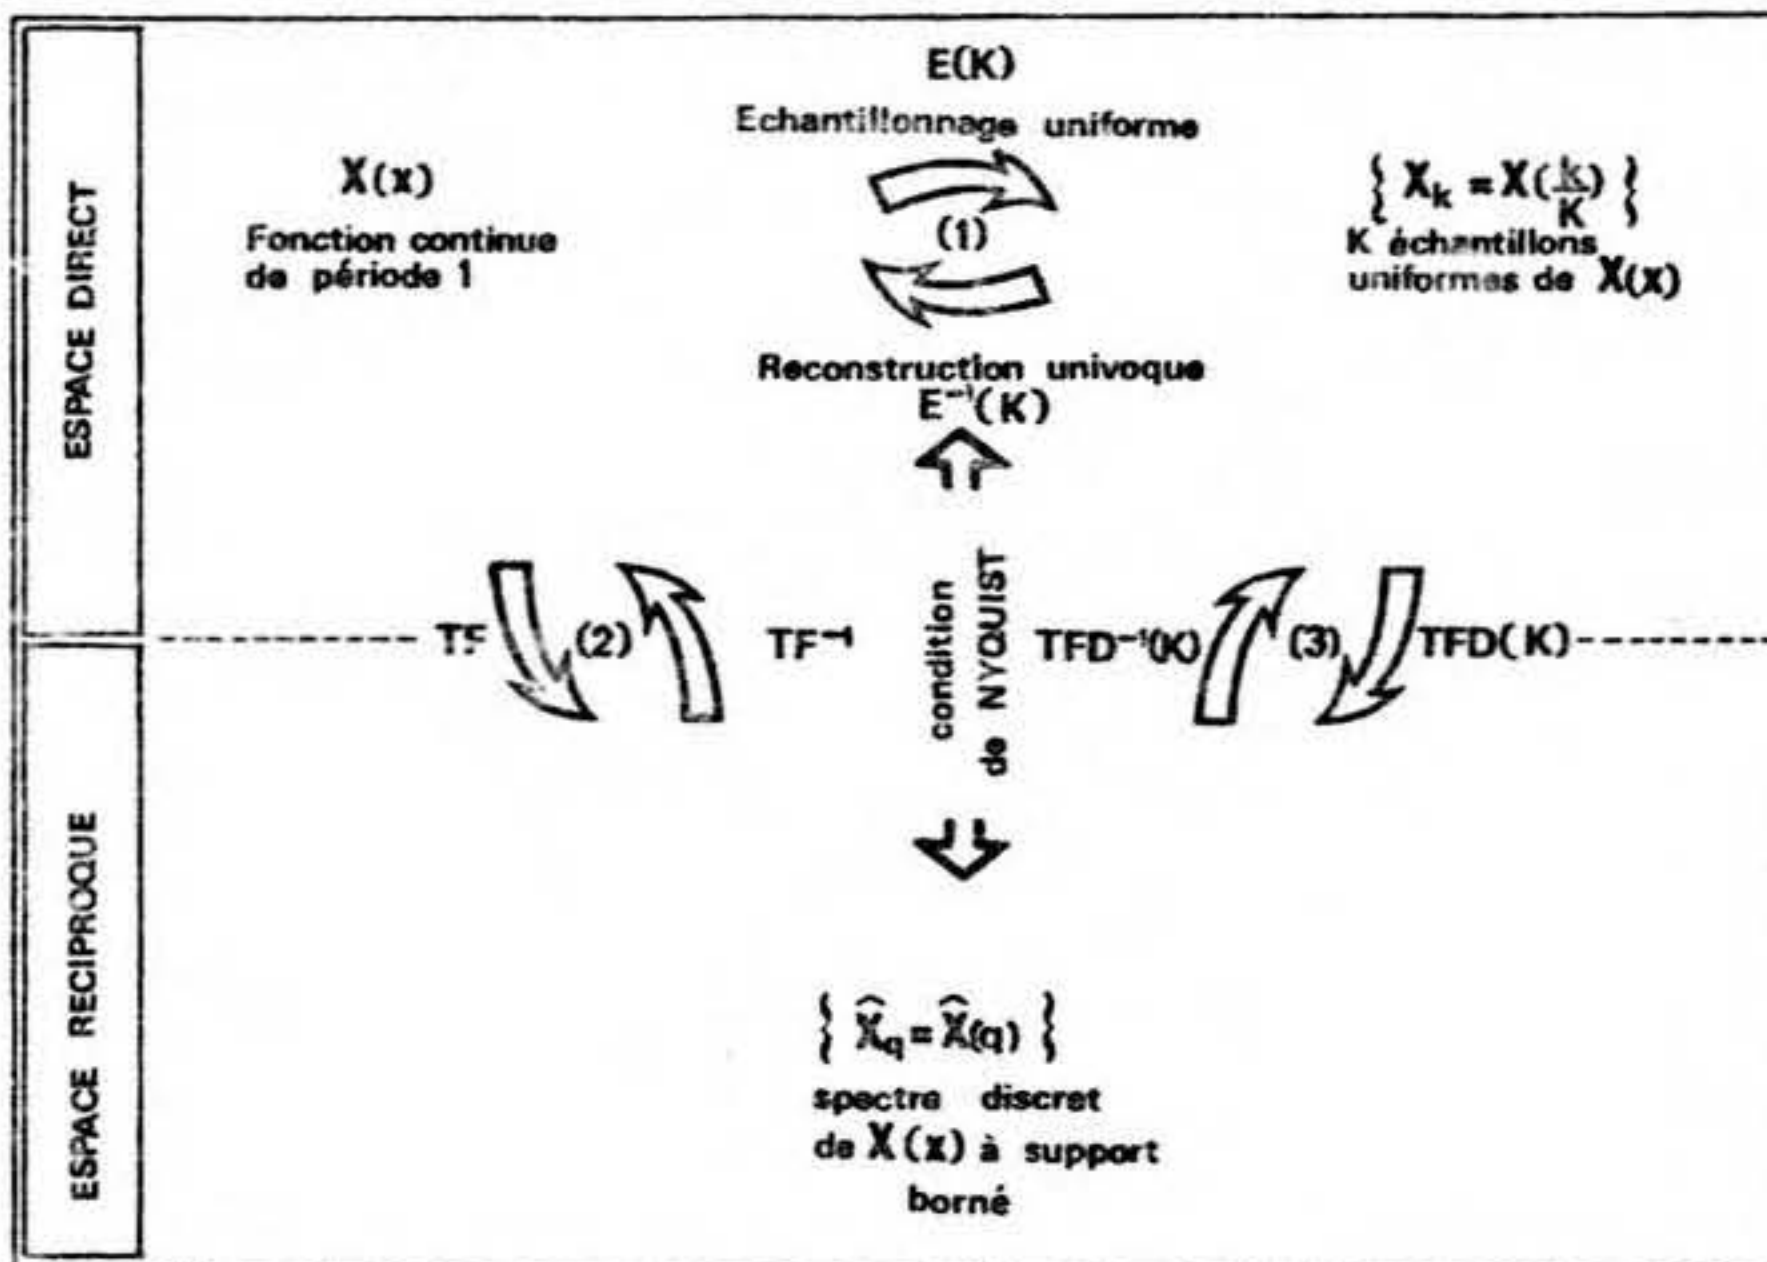 ESPACE DIRECT
E(K)
Echantillonnage uniforme
X(x)
Fonction continue
de période 1
(1)
{ X_k = X(k/K) }
K échantillons
uniformes de X(x)
Reconstruction univoque
E⁻¹(K)
condition
de NYQUIST
TF
(2)
TF⁻¹
TFD⁻¹(K)
(3)
TFD(K)
ESPACE RECIPROQUE
{ X̂_q = X̂(q) }
spectre discret
de X(x) à support
borné